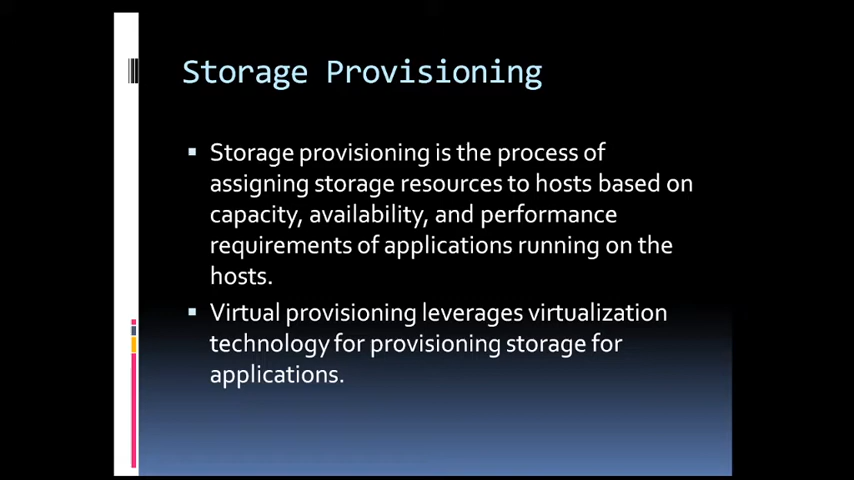 Storage Provisioning
Storage provisioning is the process of
assigning storage resources to hosts based on
capacity, availability, and performance
requirements of applications running on the
hosts.
Virtual provisioning leverages virtualization
technology for provisioning storage for
applications.